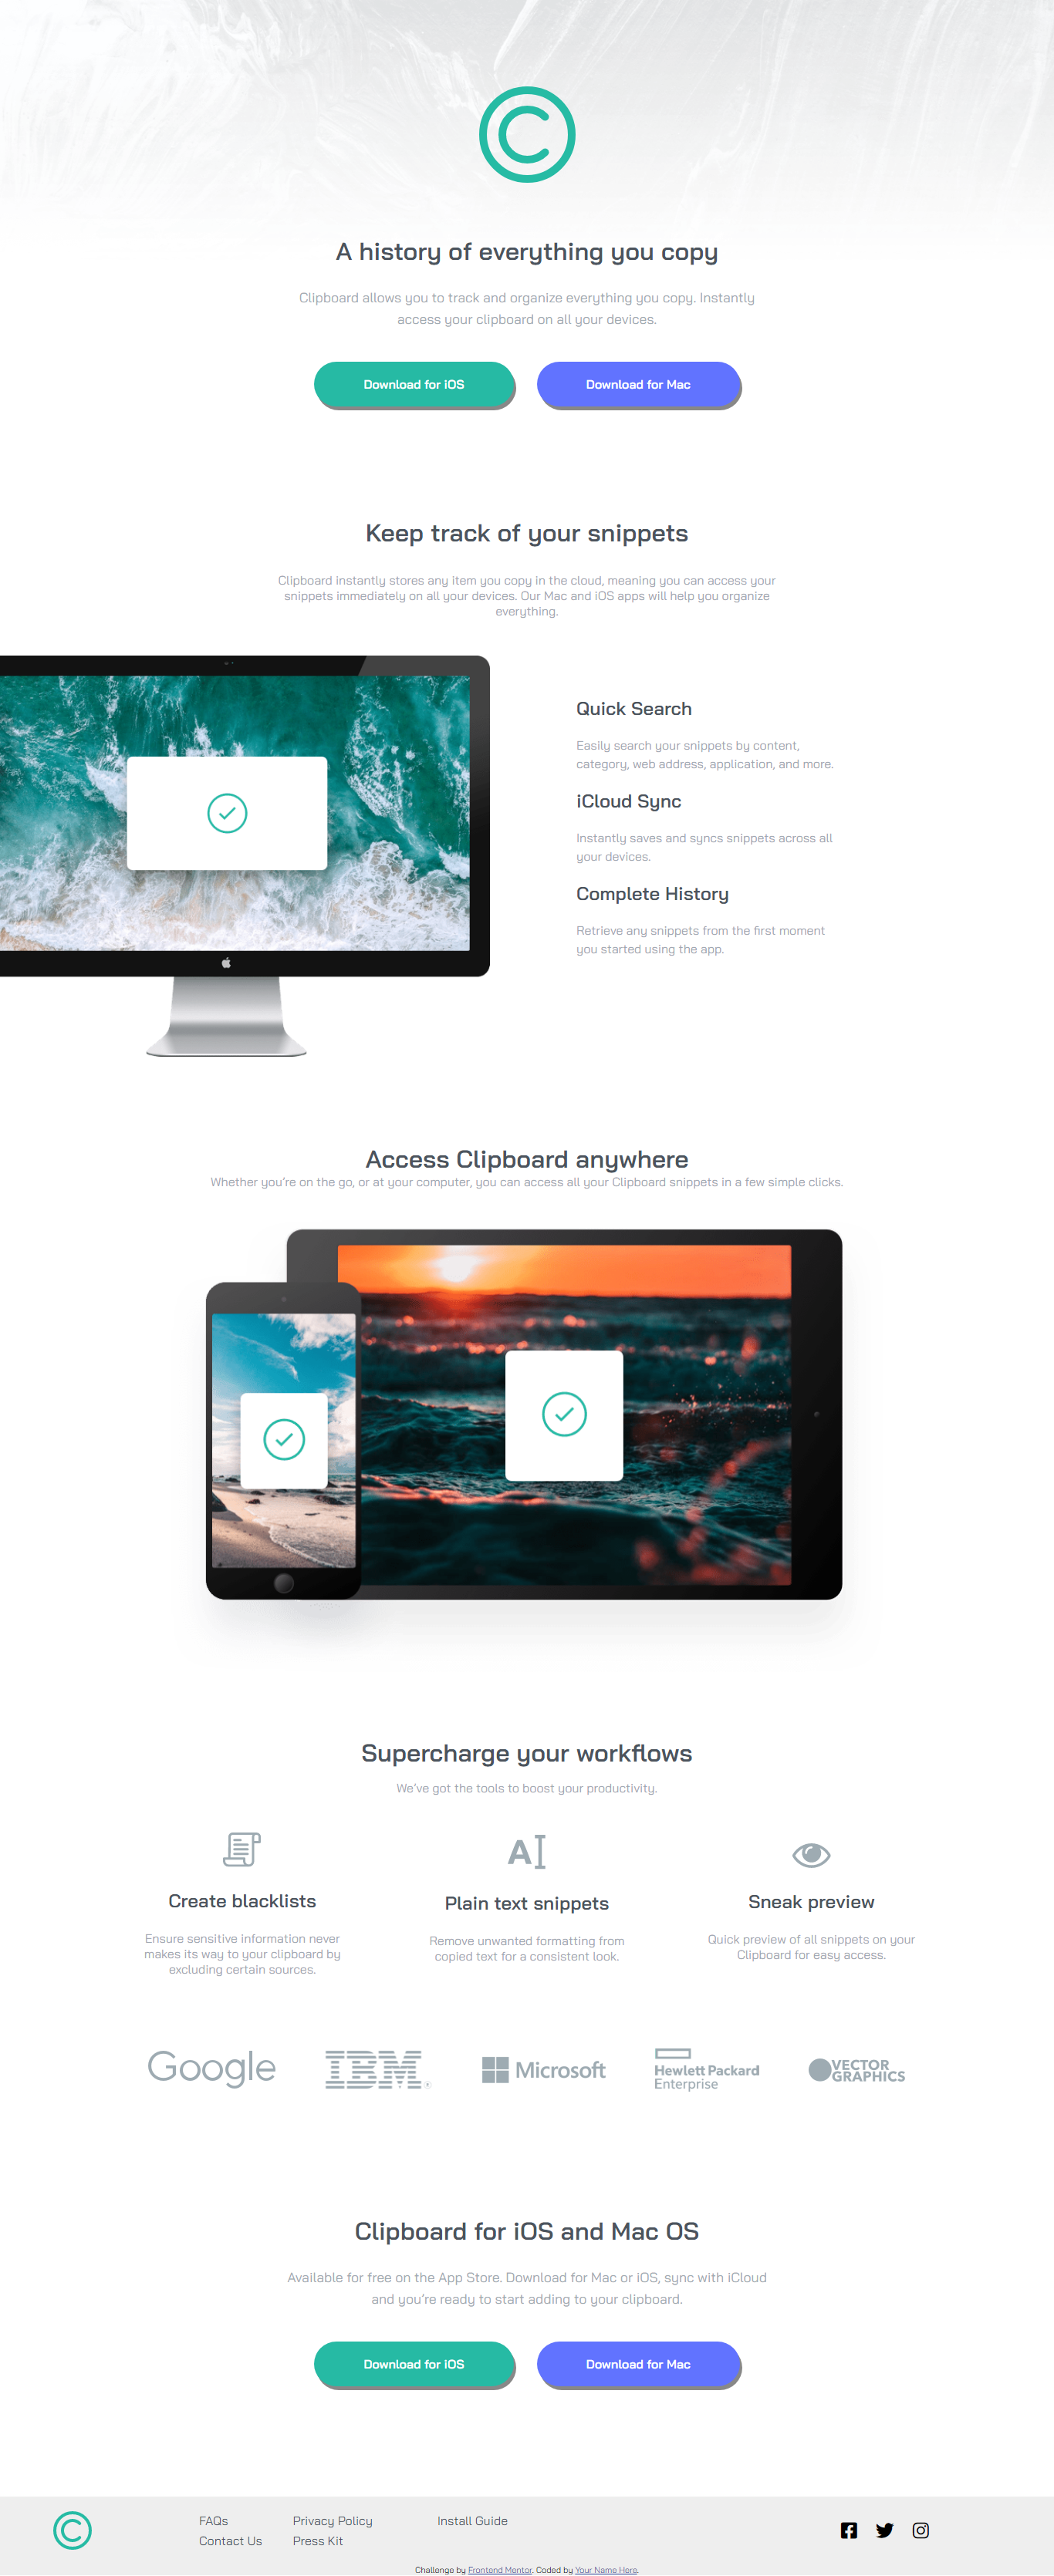 A history of everything you copy
Clipboard allows you to track and organize everything you copy. Instantly
access your clipboard on all your devices.
Download for iOS
Download for Mac
Keep track of your snippets
Clipboard instantly stores any item you copy in the cloud, meaning you can access your
snippets immediately on all your devices. Our Mac and iOS apps will help you organize
everything.
Quick Search
Easily search your snippets by content,
category, web address, application, and more.
iCloud Sync
Instantly saves and syncs snippets across all
your devices.
Complete History
Retrieve any snippets from the first moment
you started using the app.
Access Clipboard anywhere
Whether you’re on the go, or at your computer, you can access all your Clipboard snippets in a few simple clicks.
Supercharge your workflows
We’ve got the tools to boost your productivity.
Create blacklists
Ensure sensitive information never
makes its way to your clipboard by
excluding certain sources.
Plain text snippets
Remove unwanted formatting from
copied text for a consistent look.
Sneak preview
Quick preview of all snippets on your
Clipboard for easy access.
Google
IBM
Microsoft
Hewlett Packard
Enterprise
VECTOR
GRAPHICS
Clipboard for iOS and Mac OS
Available for free on the App Store. Download for Mac or iOS, sync with iCloud
and you’re ready to start adding to your clipboard.
Download for iOS
Download for Mac
FAQs
Contact Us
Privacy Policy
Press Kit
Install Guide
Challenge by Frontend Mentor. Coded by Your Name Here.